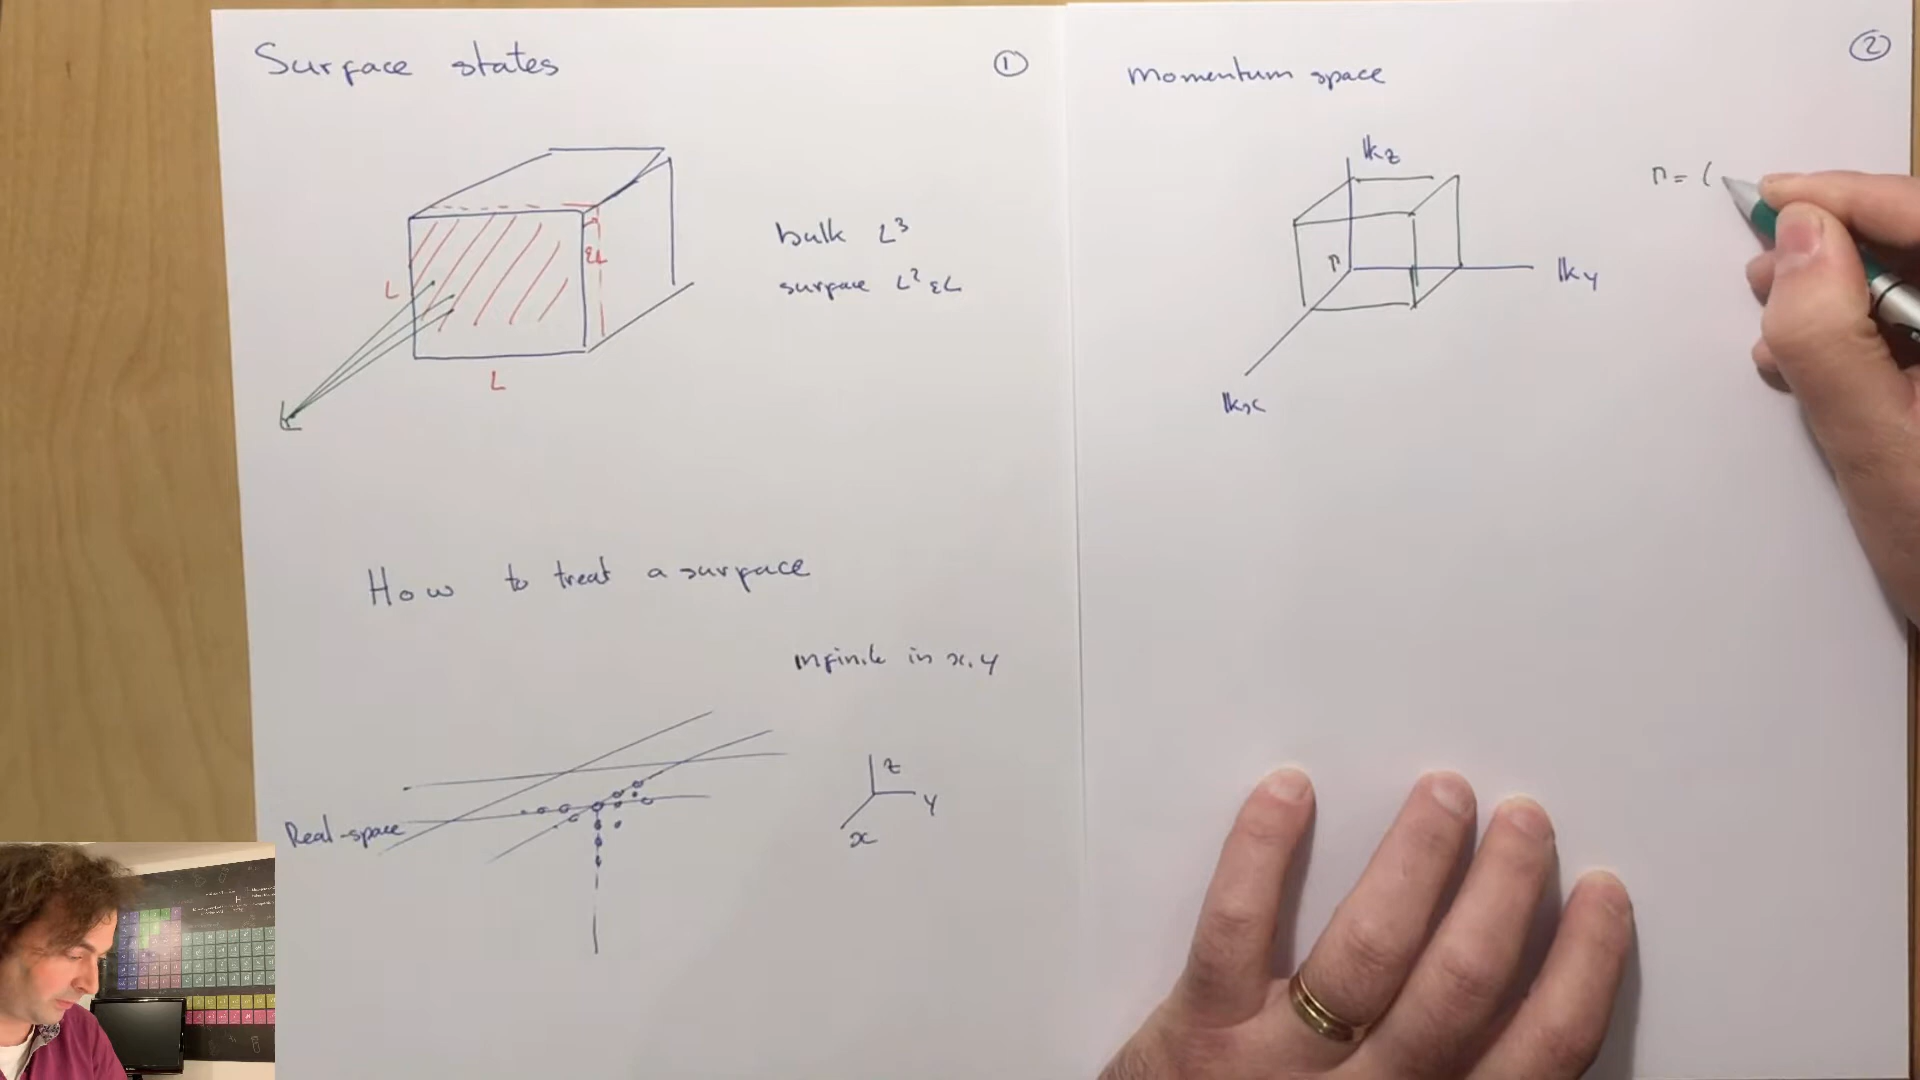 Surface states
①
L
εL
L
bulk L³
surface L² εL
How to treat a surface
infinite in x, y
Real-space
z
y
x
②
Momentum space
kz
Γ
ky
kx
Γ = (